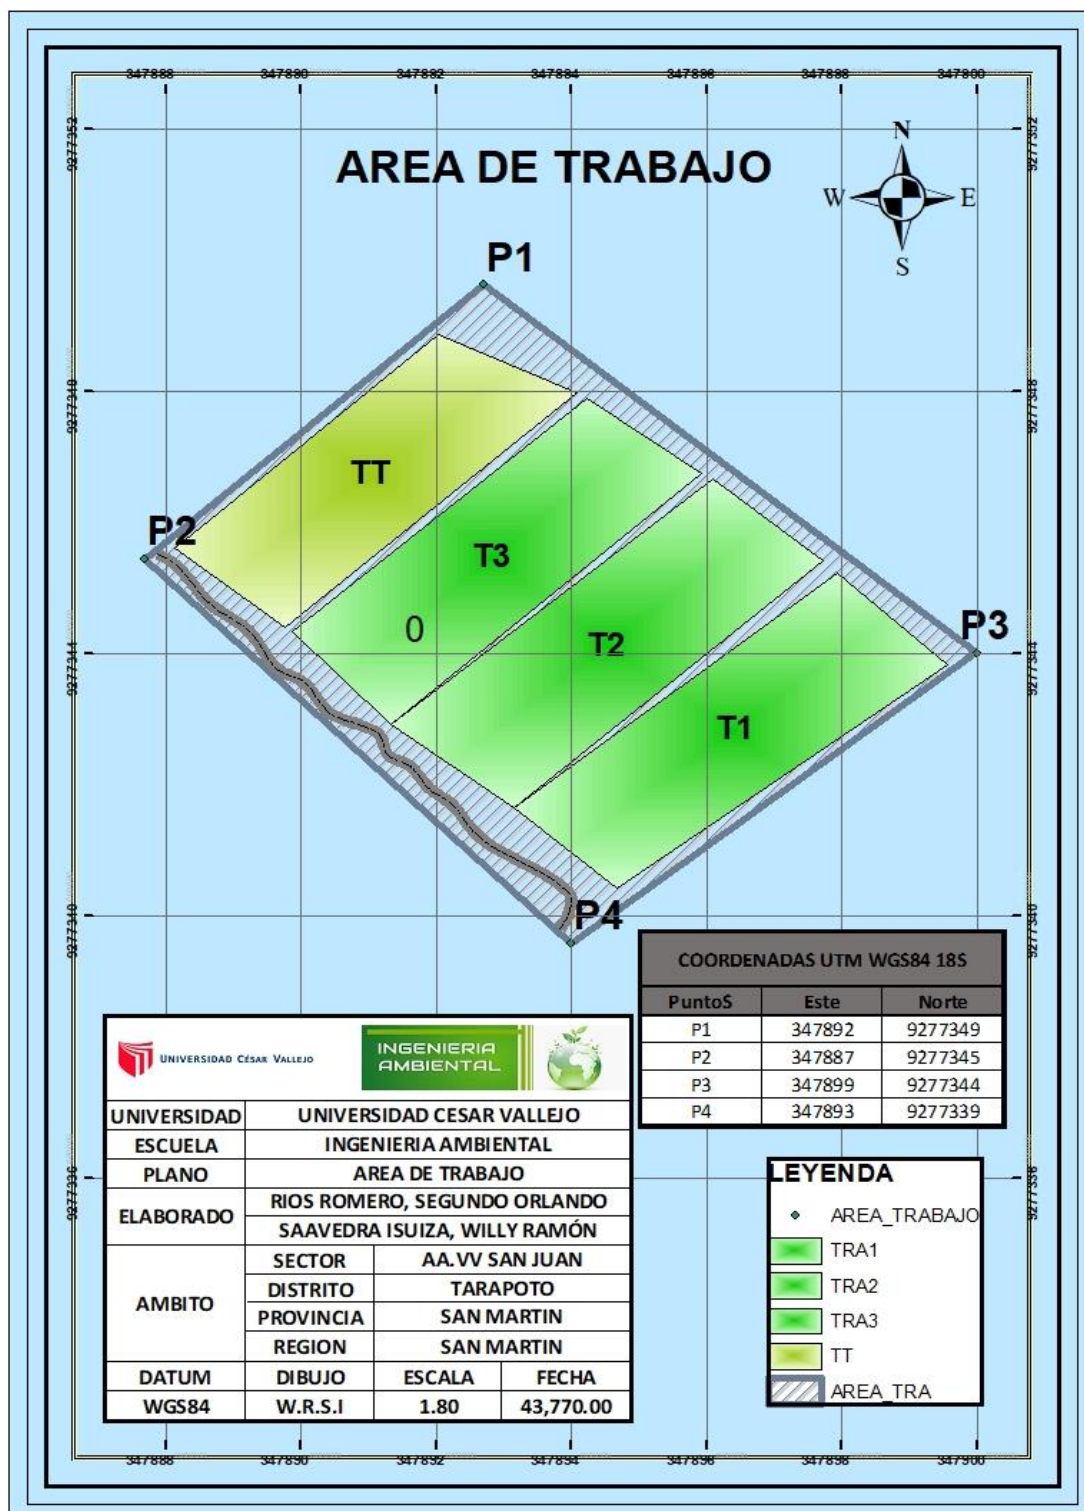 347888 347890 347892 347894 347896 347898 347900
9277352 9277352
AREA DE TRABAJO
N
W E
S
P1
9277348 9277348
TT
P2
T3
0
T2
P3
9277344 9277344
T1
P4
9277340 9277340
COORDENADAS UTM WGS84 18S
PuntoS Este Norte
P1 347892 9277349
P2 347887 9277345
P3 347899 9277344
P4 347893 9277339
UNIVERSIDAD CÉSAR VALLEJO
INGENIERIA
AMBIENTAL
UNIVERSIDAD UNIVERSIDAD CESAR VALLEJO
ESCUELA INGENIERIA AMBIENTAL
PLANO AREA DE TRABAJO
ELABORADO RIOS ROMERO, SEGUNDO ORLANDO
SAAVEDRA ISUIZA, WILLY RAMÓN
AMBITO SECTOR AA.VV SAN JUAN
DISTRITO TARAPOTO
PROVINCIA SAN MARTIN
REGION SAN MARTIN
DATUM DIBUJO ESCALA FECHA
WGS84 W.R.S.I 1.80 43,770.00
9277336 9277336
LEYENDA
AREA_TRABAJO
TRA1
TRA2
TRA3
TT
AREA_TRA
347888 347890 347892 347894 347896 347898 347900